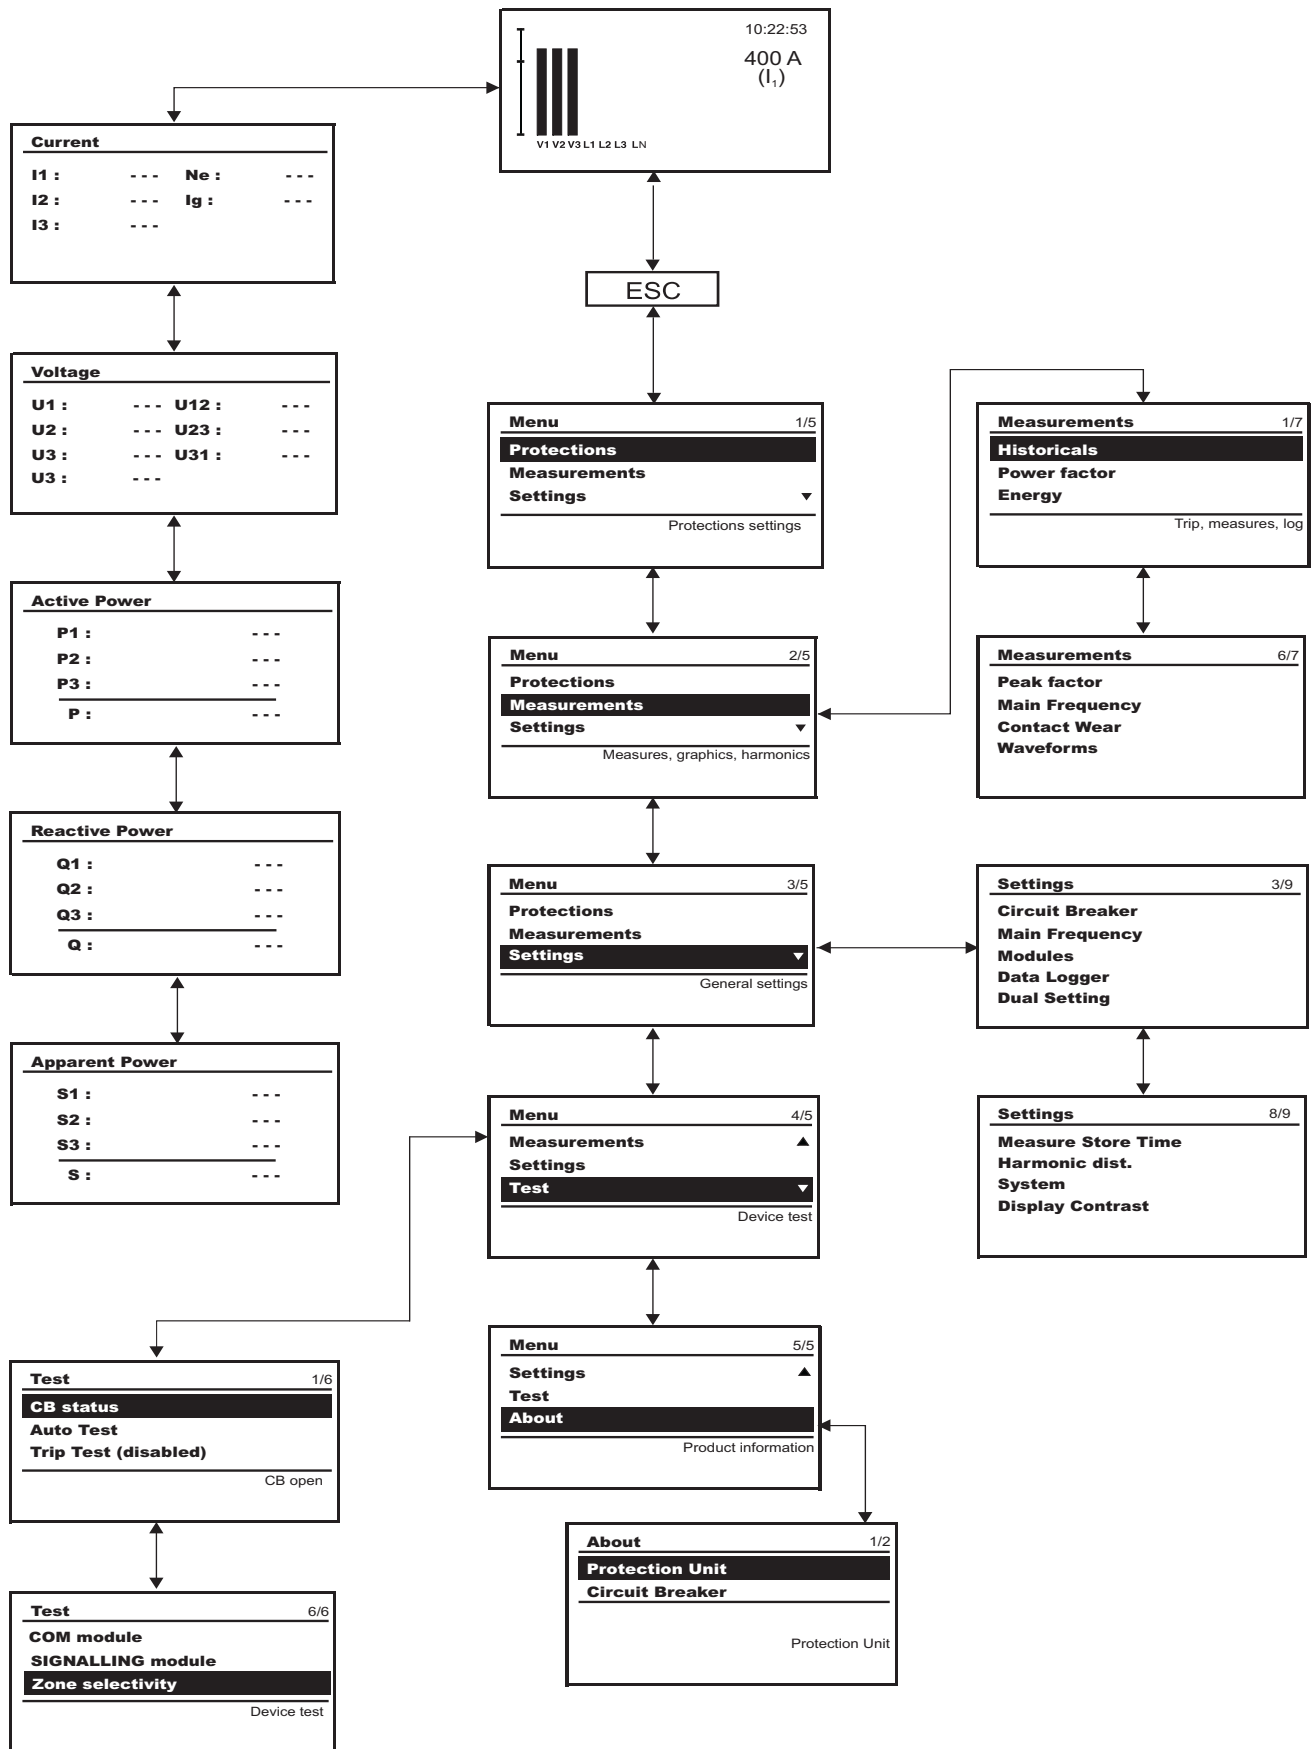 10:22:53
400 A
(I1)
V1 V2 V3 L1 L2 L3 LN
Current
I1 : - - - Ne : - - -
I2 : - - - Ig : - - -
I3 : - - -
ESC
Voltage
U1 : - - - U12 : - - -
U2 : - - - U23 : - - -
U3 : - - - U31 : - - -
U3 : - - -
Active Power
P1 : - - -
P2 : - - -
P3 : - - -
P : - - -
Reactive Power
Q1 : - - -
Q2 : - - -
Q3 : - - -
Q : - - -
Apparent Power
S1 : - - -
S2 : - - -
S3 : - - -
S : - - -
Menu 1/5
Protections
Measurements
Settings ▼
Protections settings
Measurements 1/7
Historicals
Power factor
Energy
Trip, measures, log
Menu 2/5
Protections
Measurements
Settings ▼
Measures, graphics, harmonics
Measurements 6/7
Peak factor
Main Frequency
Contact Wear
Waveforms
Menu 3/5
Protections
Measurements
Settings ▼
General settings
Settings 3/9
Circuit Breaker
Main Frequency
Modules
Data Logger
Dual Setting
Menu 4/5
Measurements ▲
Settings
Test ▼
Device test
Settings 8/9
Measure Store Time
Harmonic dist.
System
Display Contrast
Menu 5/5
Settings ▲
Test
About
Product information
Test 1/6
CB status
Auto Test
Trip Test (disabled)
CB open
About 1/2
Protection Unit
Circuit Breaker
Protection Unit
Test 6/6
COM module
SIGNALLING module
Zone selectivity
Device test